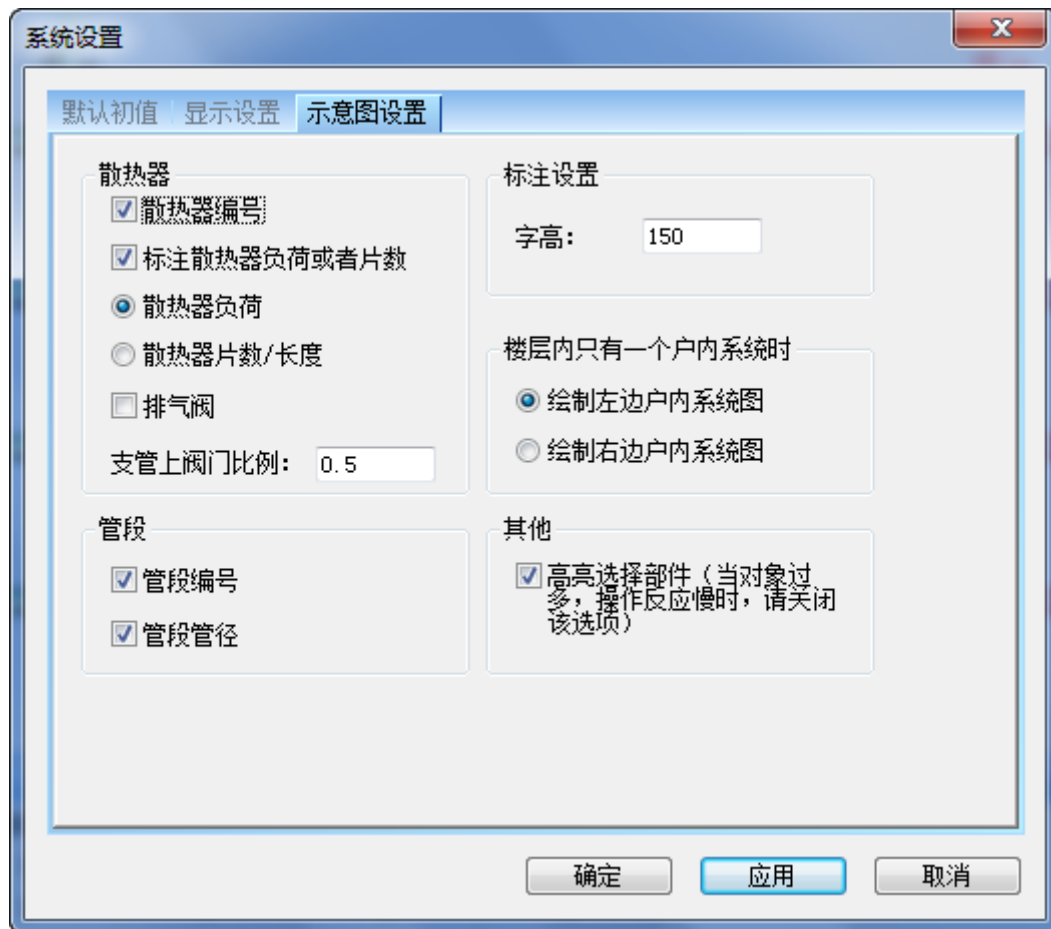 系统设置
默认初值 显示设置 示意图设置
散热器
散热器编号
标注散热器负荷或者片数
散热器负荷
散热器片数/长度
排气阀
支管上阀门比例： 0.5
标注设置
字高： 150
楼层内只有一个户内系统时
绘制左边户内系统图
绘制右边户内系统图
管段
管段编号
管段管径
其他
高亮选择部件（当对象过
多，操作反应慢时，请关闭
该选项）
确定 应用 取消